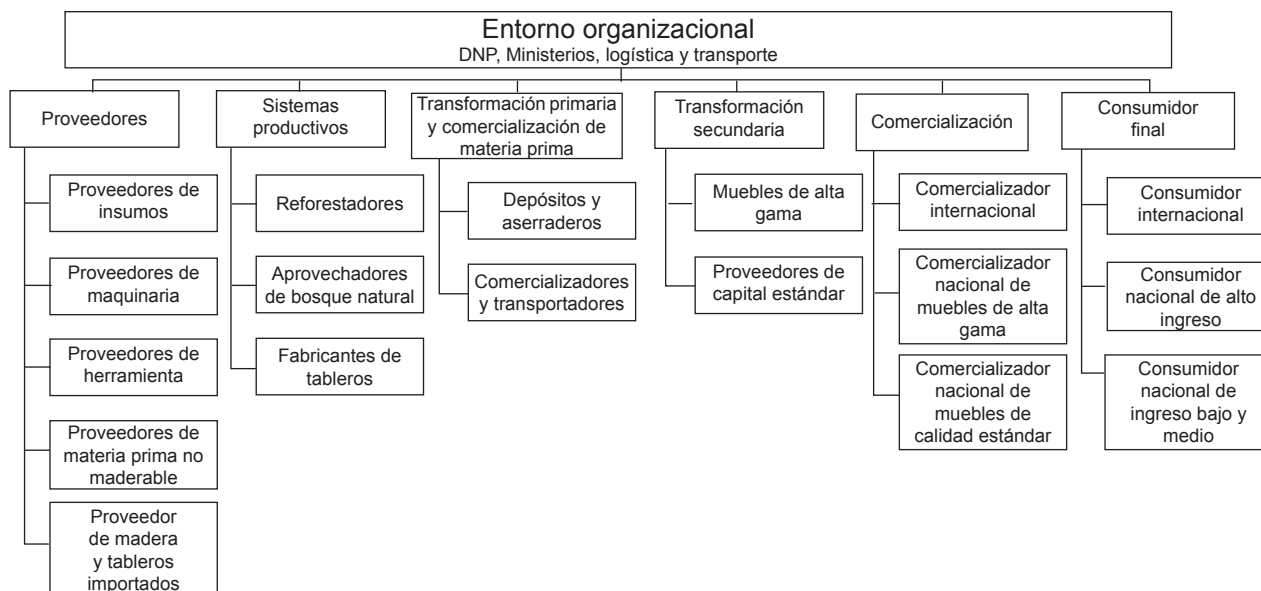 Entorno organizacional
DNP, Ministerios, logística y transporte
Proveedores
Proveedores de
insumos
Proveedores de
maquinaria
Proveedores de
herramienta
Proveedores de
materia prima no
maderable
Proveedor
de madera
y tableros
importados
Sistemas
productivos
Reforestadores
Aprovechadores
de bosque natural
Fabricantes de
tableros
Transformación primaria
y comercialización de
materia prima
Depósitos y
aserraderos
Comercializadores
y transportadores
Transformación
secundaria
Muebles de alta
gama
Proveedores de
capital estándar
Comercialización
Comercializador
internacional
Comercializador
nacional de
muebles de alta
gama
Comercializador
nacional de
muebles de
calidad estándar
Consumidor
final
Consumidor
internacional
Consumidor
nacional de alto
ingreso
Consumidor
nacional de
ingreso bajo y
medio